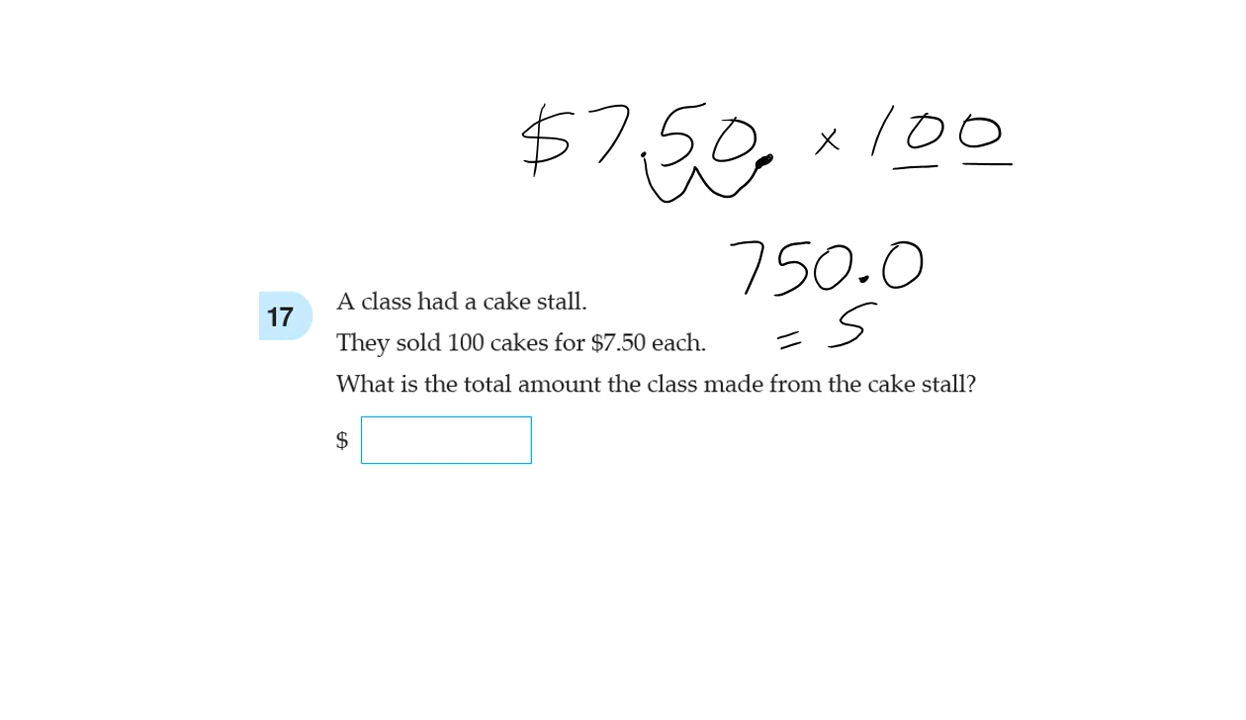 $7.50. × 100
750.0
= S
17
A class had a cake stall.
They sold 100 cakes for $7.50 each.
What is the total amount the class made from the cake stall?
$